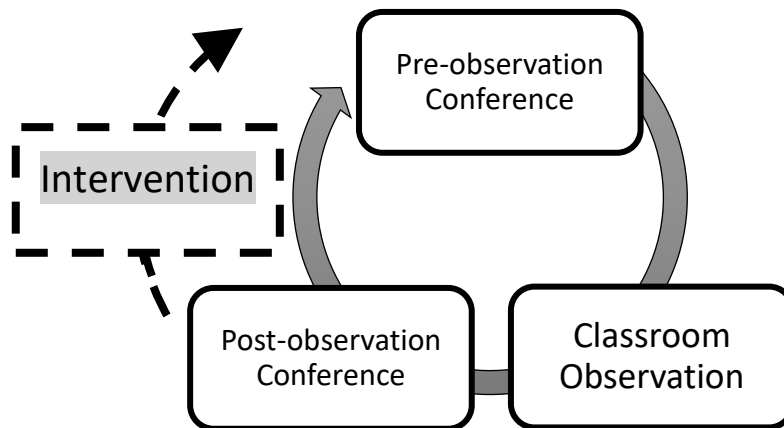 Pre-observation
Conference
Intervention
Post-observation
Conference
Classroom
Observation